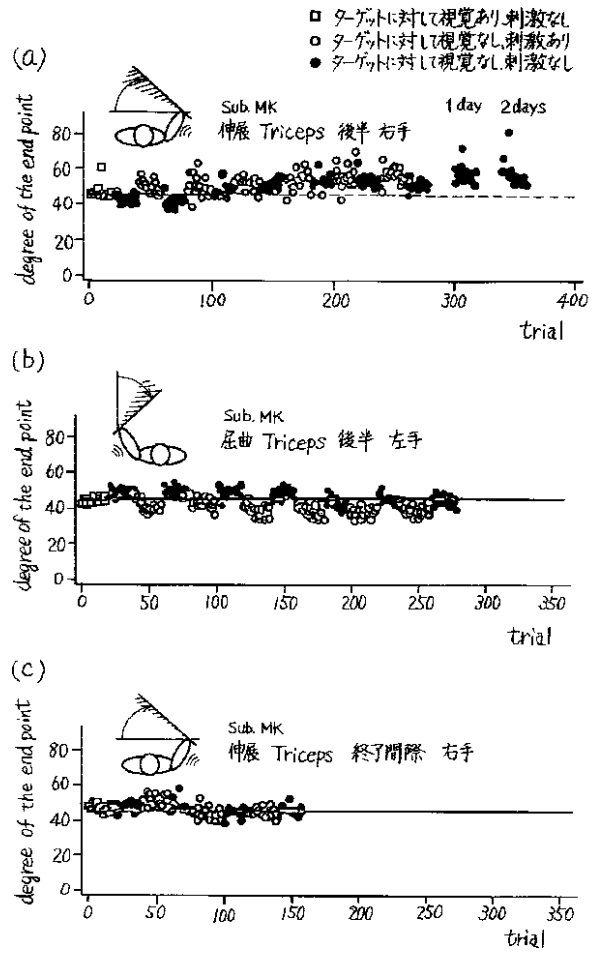 □ ターゲットに対して視覚あり、刺激なし
○ ターゲットに対して視覚なし、刺激あり
● ターゲットに対して視覚なし、刺激なし
(a)
Sub. MK
伸展 Triceps 後半 右手
1 day 2 days
degree of the end point
80
60
40
20
0
0 100 200 300 400
trial
(b)
Sub. MK
屈曲 Triceps 後半 左手
degree of the end point
80
60
40
20
0
0 50 100 150 200 250 300 350
trial
(c)
Sub. MK
伸展 Triceps 終了間際 右手
degree of the end point
80
60
40
20
0
0 50 100 150 200 250 300 350
trial